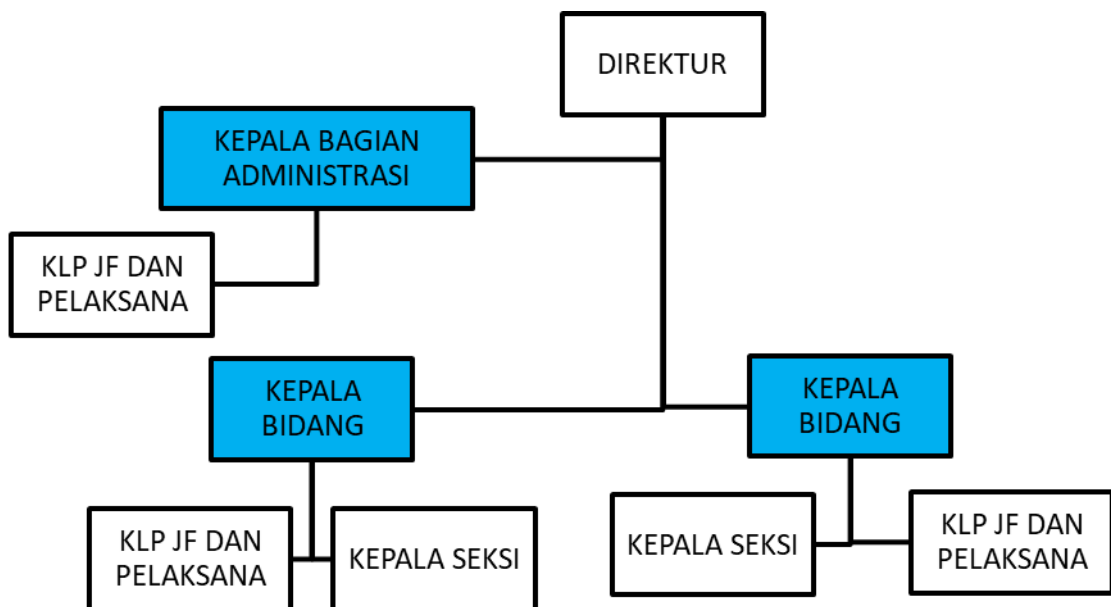 DIREKTUR
KEPALA BAGIAN
ADMINISTRASI
KLP JF DAN
PELAKSANA
KEPALA
BIDANG
KEPALA
BIDANG
KLP JF DAN
PELAKSANA
KEPALA SEKSI
KEPALA SEKSI
KLP JF DAN
PELAKSANA